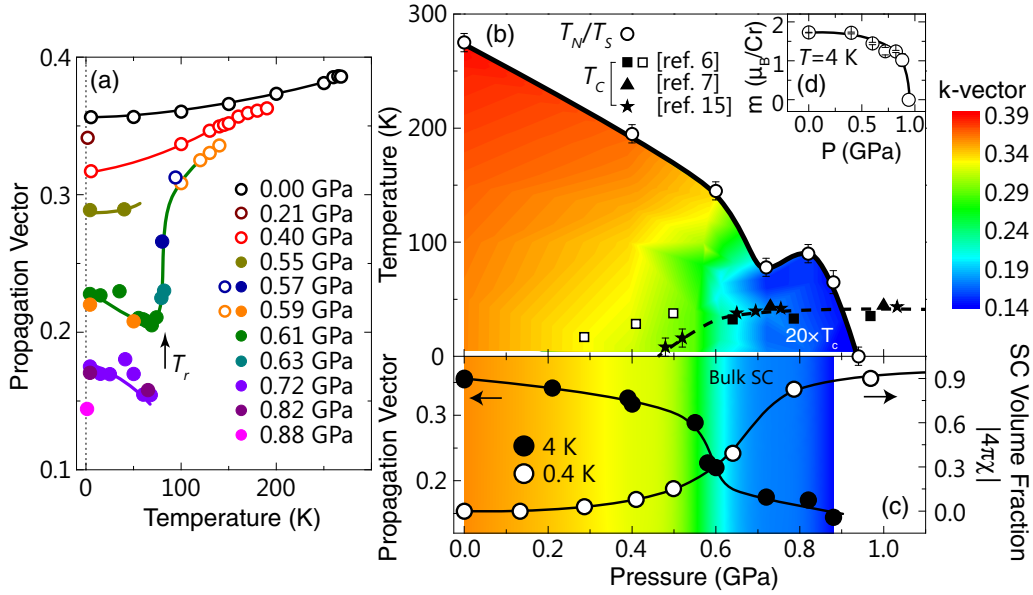 (a)
0.4
0.3
0.2
0.1
Propagation Vector
0
100
200
Temperature (K)
0.00 GPa
0.21 GPa
0.40 GPa
0.55 GPa
0.57 GPa
0.59 GPa
0.61 GPa
0.63 GPa
0.72 GPa
0.82 GPa
0.88 GPa
Tr
(b)
300
200
100
0
Temperature (K)
TN/TS
TC
[ref. 6]
[ref. 7]
[ref. 15]
20×Tc
2
1
0
m (μB/Cr)
T=4 K
(d)
0.0
0.5
1.0
P (GPa)
k-vector
0.39
0.34
0.29
0.24
0.19
0.14
Bulk SC
0.3
0.2
Propagation Vector
4 K
0.4 K
(c)
0.9
0.6
0.3
0.0
SC Volume Fraction
|4πχ|
0.0
0.2
0.4
0.6
0.8
1.0
Pressure (GPa)